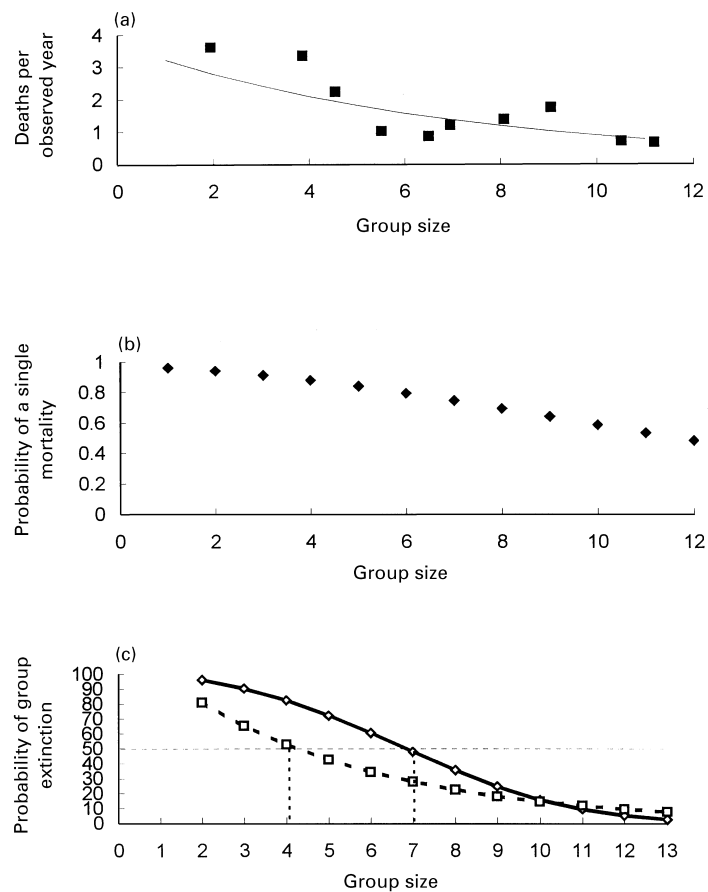 (a)
Deaths per
observed year
4
3
2
1
0
0 2 4 6 8 10 12
Group size
(b)
Probability of a single
mortality
1
0.8
0.6
0.4
0.2
0
0 2 4 6 8 10 12
Group size
(c)
Probability of group
extinction
100
90
80
70
60
50
40
30
20
10
0
0 1 2 3 4 5 6 7 8 9 10 11 12 13
Group size